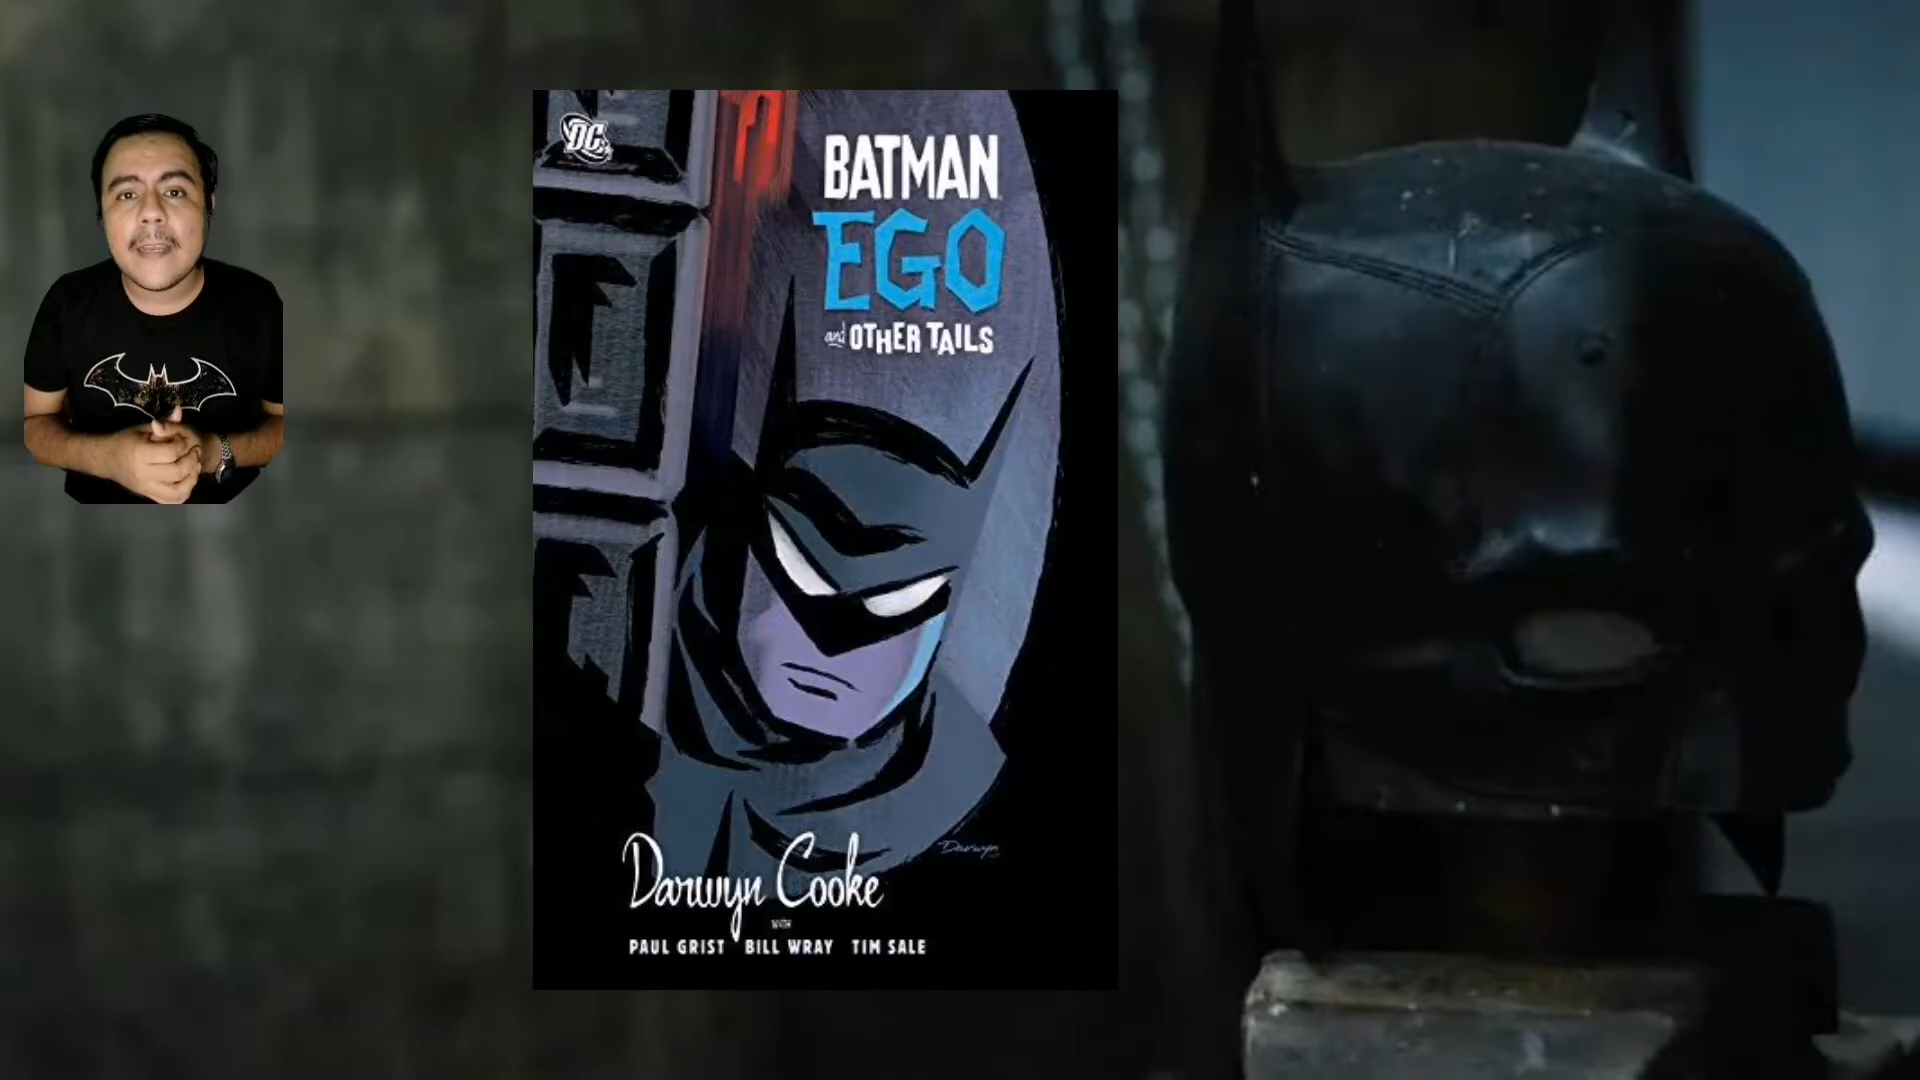 DC
BATMAN
EGO
and OTHER TAILS
Darwyn
Darwyn Cooke
WITH
PAUL GRIST BILL WRAY TIM SALE